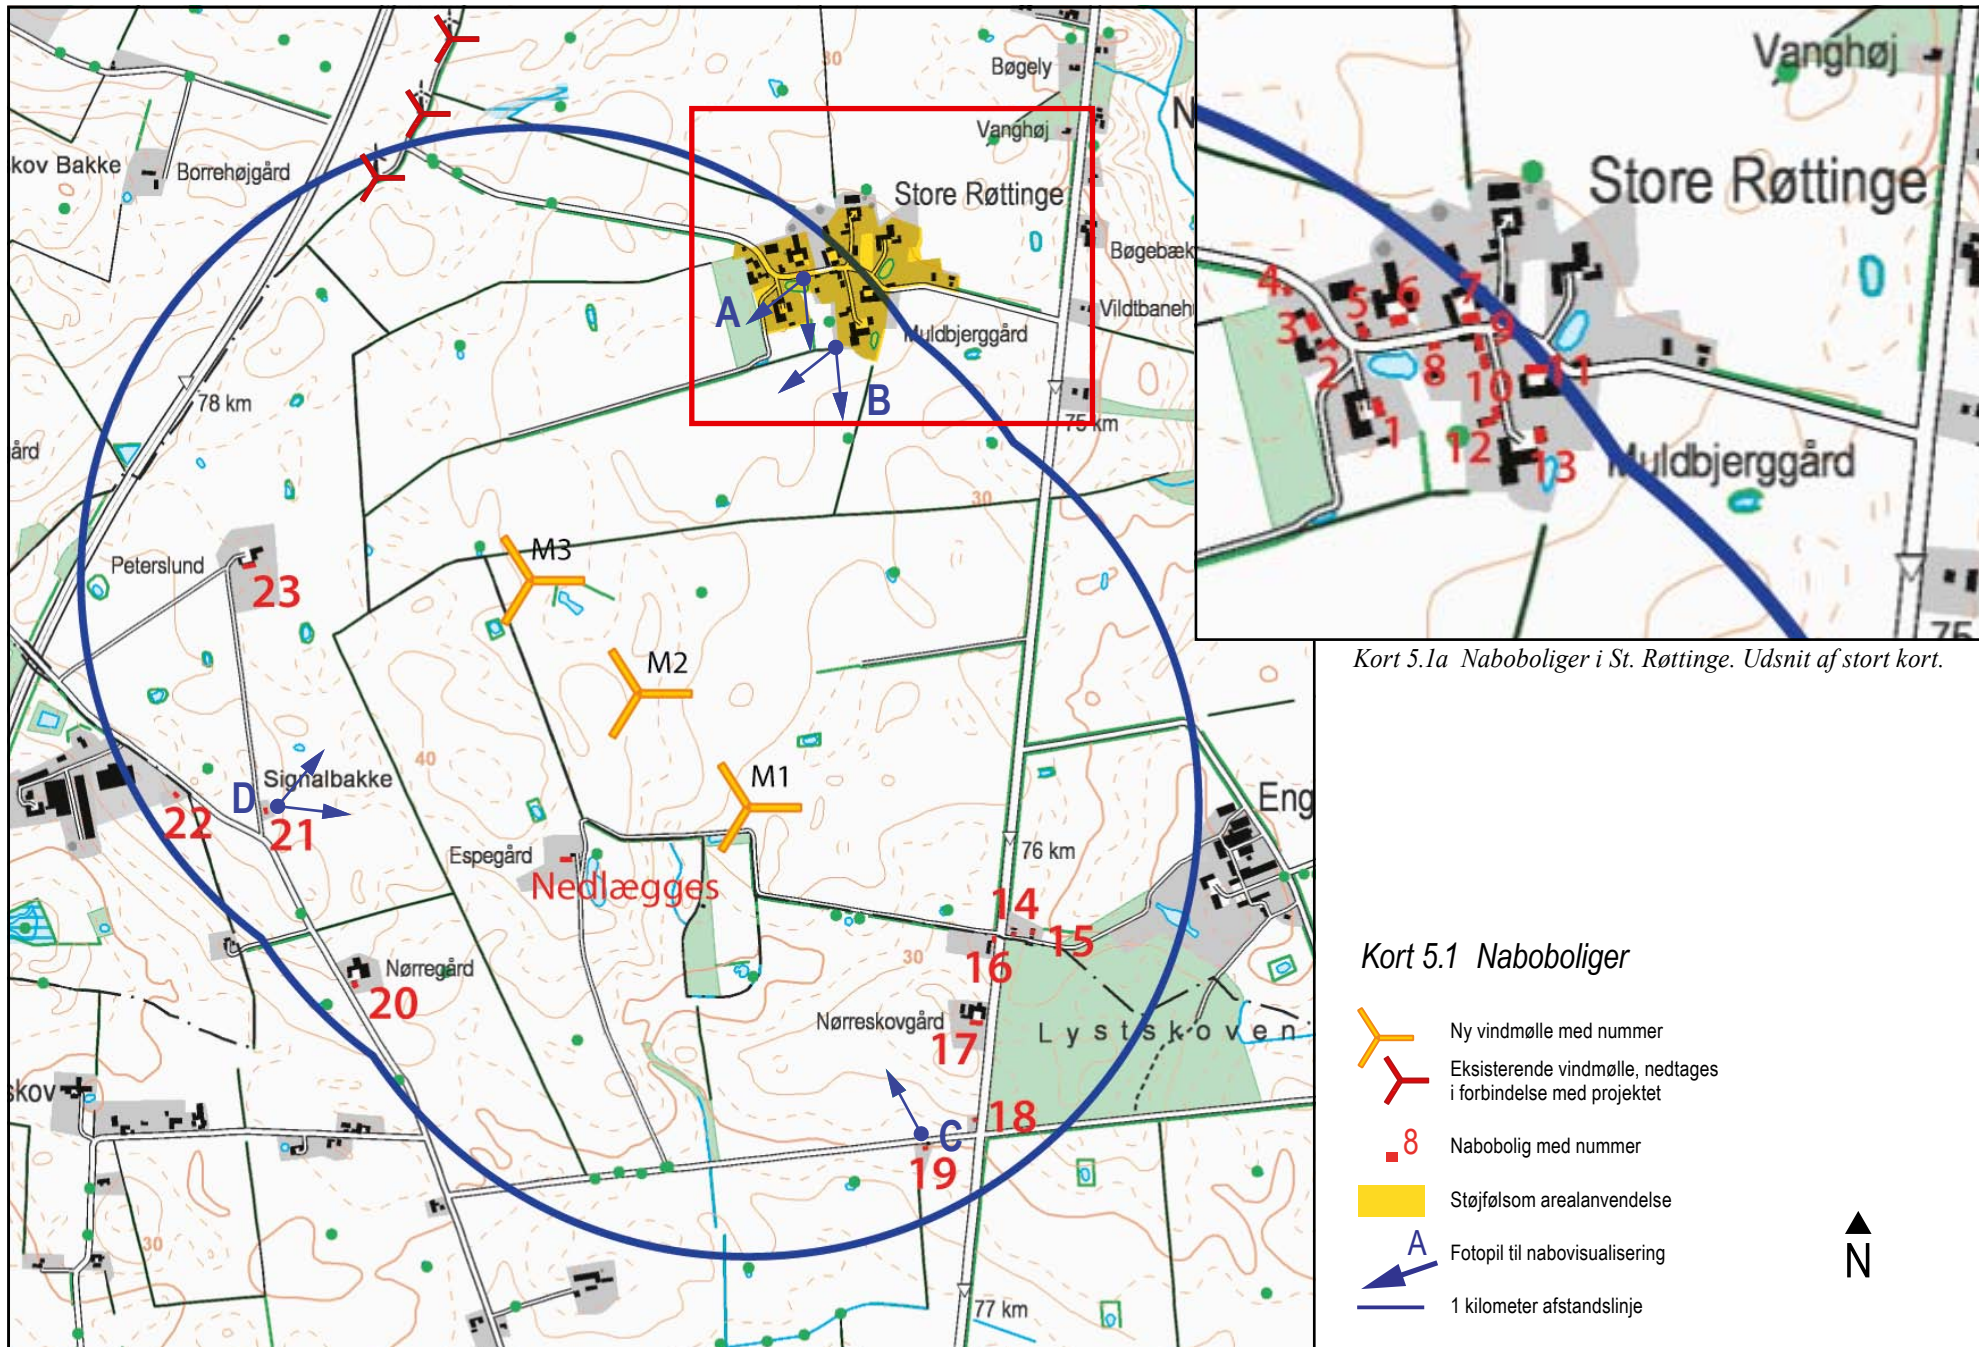 30
Bøgely
Vanghøj
N
kov Bakke
Borrehøjgård
Store Røttinge
Bøgebæk
Vildtbaneh
A
Muldbjerggård
B
78 km
75 km
ård
30
Peterslund
23
M3
M2
40
M1
Signalbakke
D
22
21
Eng
76 km
Espegård
Nedlægges
14
15
16
30
Nørregård
20
Nørreskovgård
17
Lystskoven
skov
C
18
19
30
77 km
Vanghøj
Store Røttinge
4
3
5
6
7
2
8
9
10
11
1
12
13
Muldbjerggård
75
Kort 5.1a Naboboliger i St. Røttinge. Udsnit af stort kort.
Kort 5.1 Naboboliger
Ny vindmølle med nummer
Eksisterende vindmølle, nedtages
i forbindelse med projektet
8
Nabobolig med nummer
Støjfølsom arealanvendelse
A
Fotopil til nabovisualisering
1 kilometer afstandslinje
N